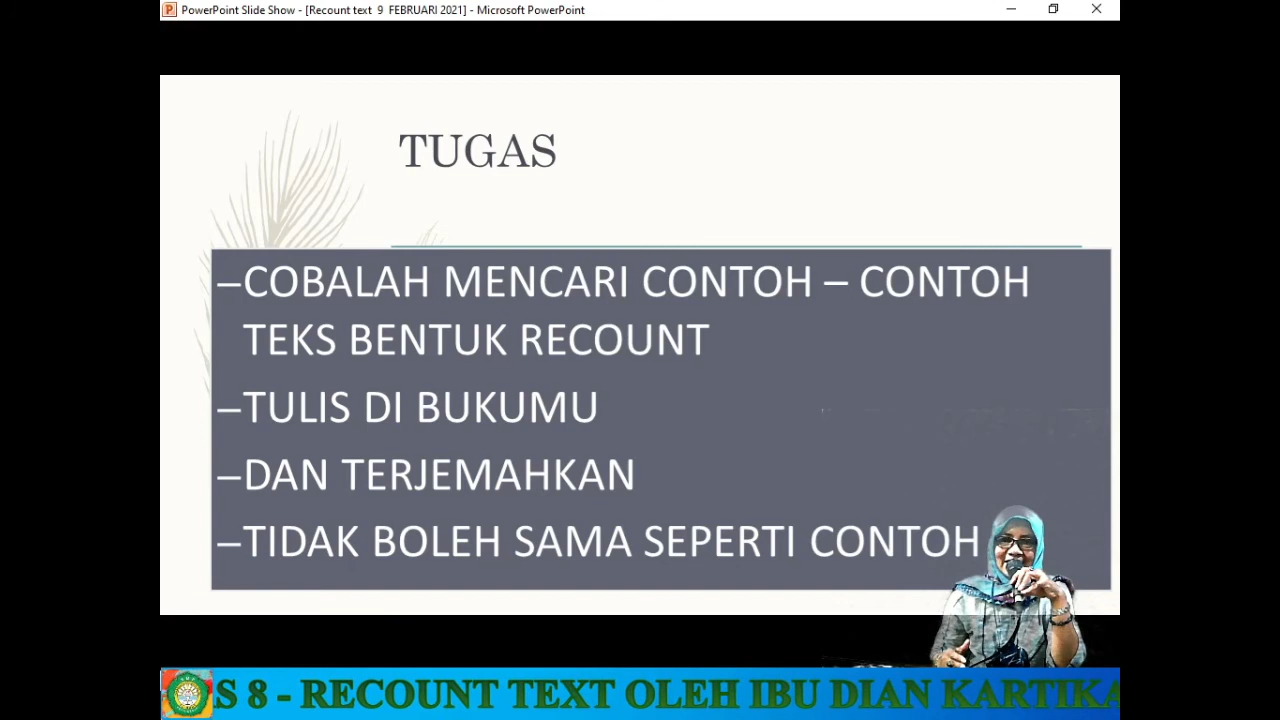 PowerPoint Slide Show - [Recount text 9 FEBRUARI 2021] - Microsoft PowerPoint
TUGAS
–COBALAH MENCARI CONTOH – CONTOH
TEKS BENTUK RECOUNT
–TULIS DI BUKUMU
–DAN TERJEMAHKAN
–TIDAK BOLEH SAMA SEPERTI CONTOH
S 8 - RECOUNT TEXT OLEH IBU DIAN KARTIKA